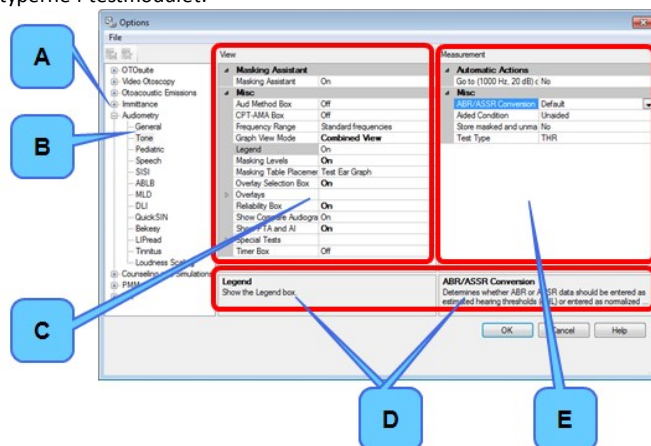 typerne i testmodulet.
Options
File
A
B
C
D
E
OTOsuite
Video Otoscopy
Otoacoustic Emissions
Immittance
Audiometry
General
Tone
Pediatric
Speech
SISI
ABLB
MLD
DLI
QuickSIN
Bekesy
LIPread
Tinnitus
Loudness Scaling
Counseling and Simulations
PMM
View
Masking Assistant
Masking Assistant On
Misc
Aud Method Box Off
CPT-AMA Box Off
Frequency Range Standard frequencies
Graph View Mode Combined View
Legend On
Masking Levels On
Masking Table Placemer Test Ear Graph
Overlay Selection Box On
Overlays
Reliability Box On
Show Compare Audiogra On
Show PTA and AI On
Special Tests
Timer Box Off
Measurement
Automatic Actions
Go to (1000 Hz, 20 dB) c No
Misc
ABR/ASSR Conversion Default
Aided Condition Unaided
Store masked and unma No
Test Type THR
Legend
Show the Legend box
ABR/ASSR Conversion
Determines whether ABR or ASSR data should be entered as
estimated hearing thresholds (eHL) or entered as normalized ...
OK Cancel Help